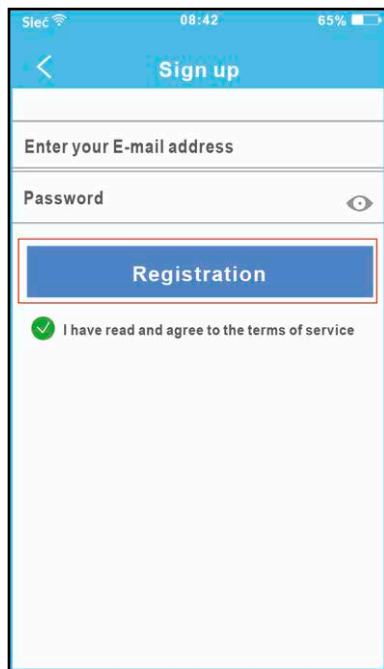 Sieć 08:42 65%
Sign up
Enter your E-mail address
Password
Registration
I have read and agree to the terms of service